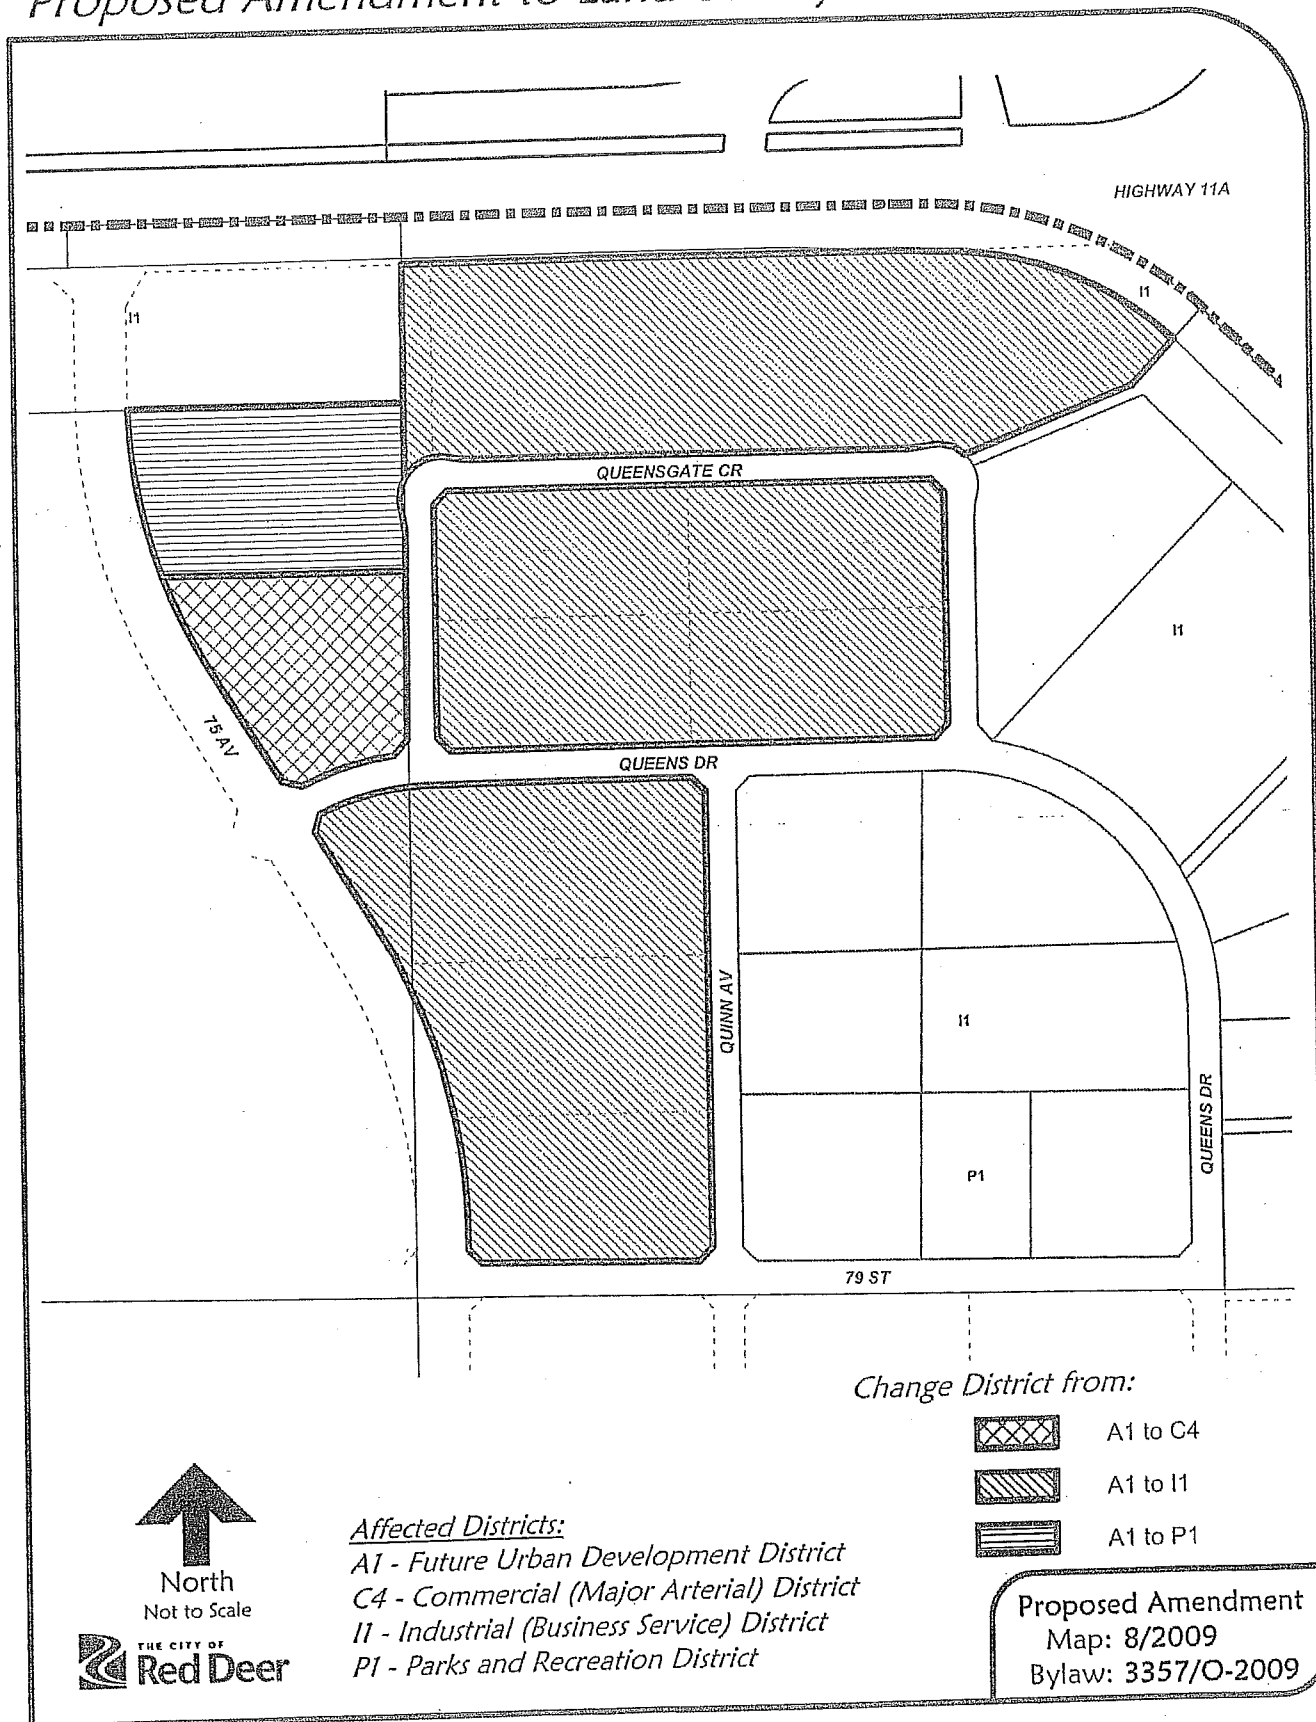 Proposed Amendment to Land
HIGHWAY 11A
I1
I1
QUEENSGATE CR
I1
75 AV
QUEENS DR
QUINN AV
I1
QUEENS DR
P1
79 ST
Change District from:
A1 to C4
A1 to I1
A1 to P1
North
Not to Scale
THE CITY OF
Red Deer
Affected Districts:
A1 - Future Urban Development District
C4 - Commercial (Major Arterial) District
I1 - Industrial (Business Service) District
P1 - Parks and Recreation District
Proposed Amendment
Map: 8/2009
Bylaw: 3357/O-2009